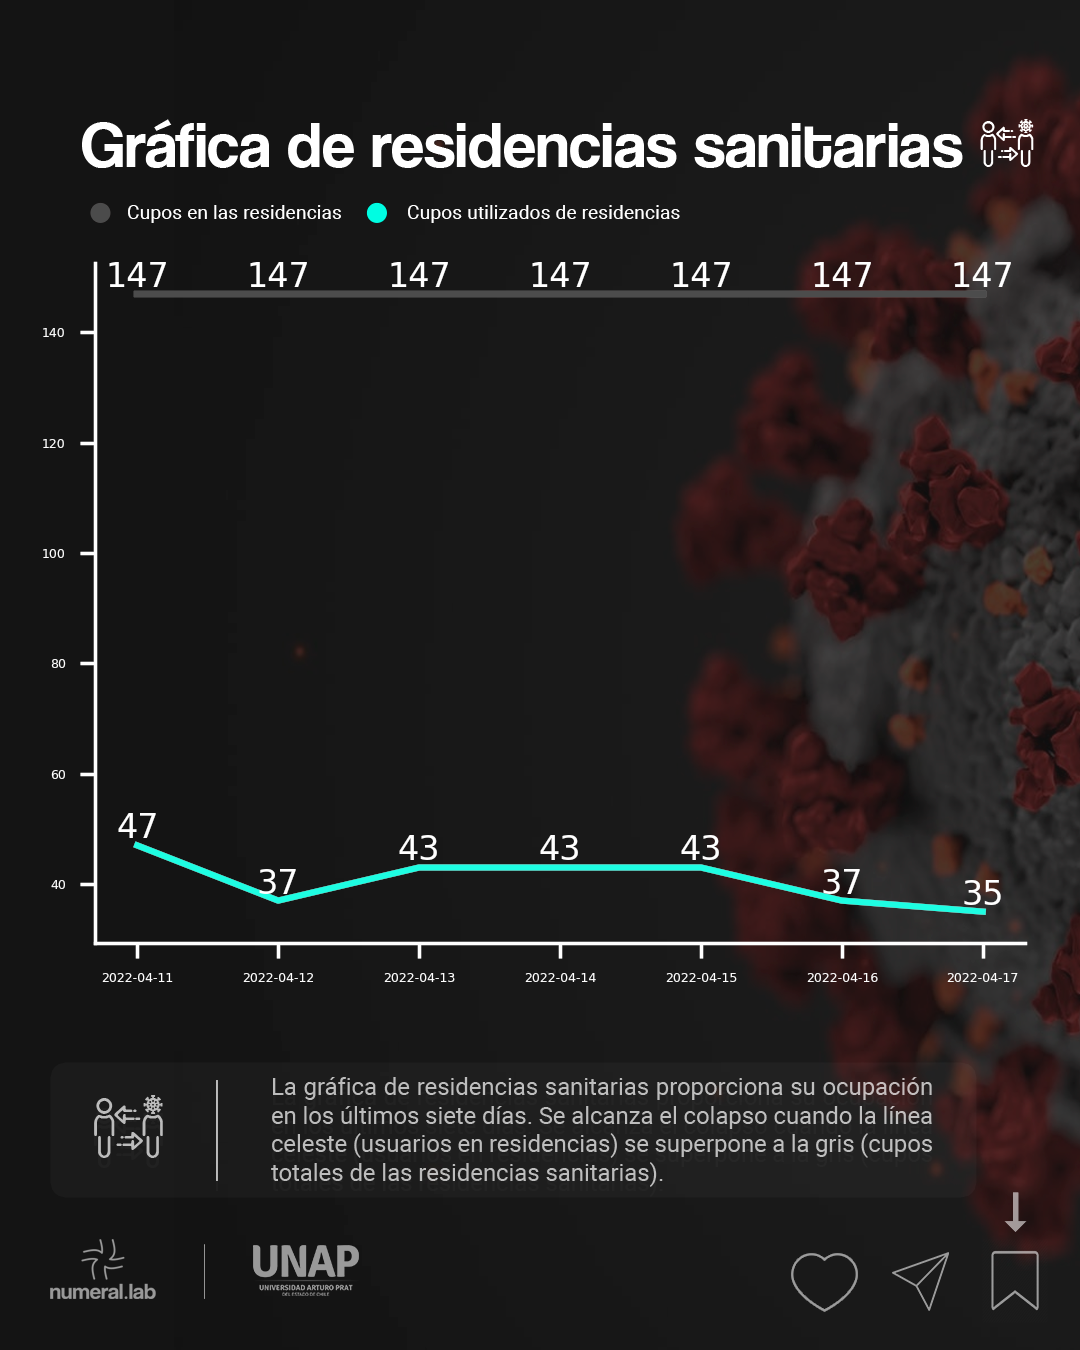 Gráfica de residencias sanitarias
Cupos en las residencias
Cupos utilizados de residencias
147 147 147 147 147 147 147
140
120
100
80
60
40
47 37 43 43 43 37 35
2022-04-11 2022-04-12 2022-04-13 2022-04-14 2022-04-15 2022-04-16 2022-04-17
La gráfica de residencias sanitarias proporciona su ocupación
en los últimos siete días. Se alcanza el colapso cuando la línea
celeste (usuarios en residencias) se superpone a la gris (cupos
totales de las residencias sanitarias).
numeral.lab
UNAP
UNIVERSIDAD ARTURO PRAT
DEL ESTADO DE CHILE